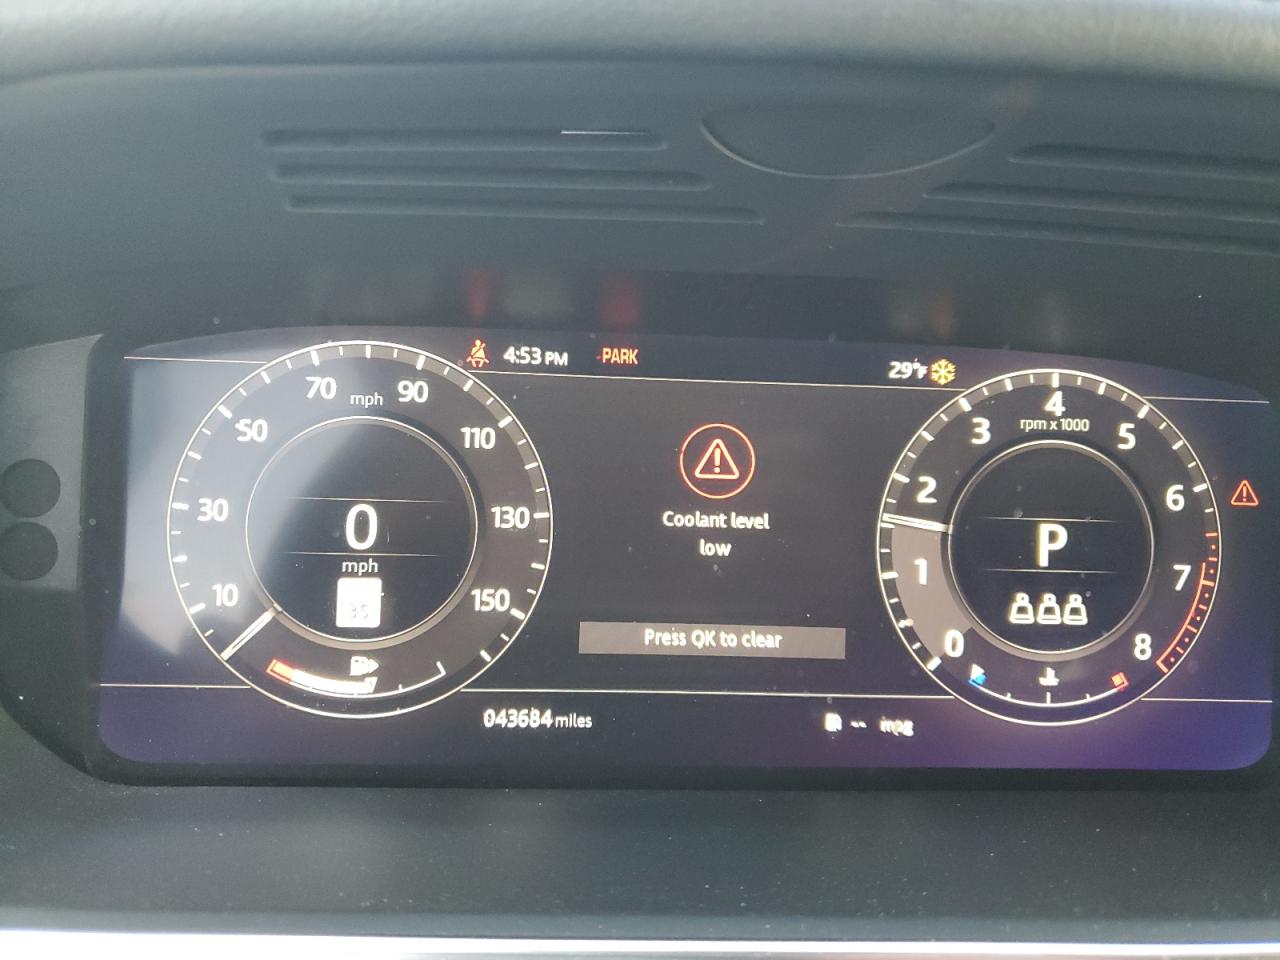 4:53 PM PARK
29°F
10 30 50 70 90 110 130 150
mph
0
mph
35
Coolant level
low
Press OK to clear
0 1 2 3 4 5 6 7 8
rpm x 1000
P
043684 miles
-- mpg